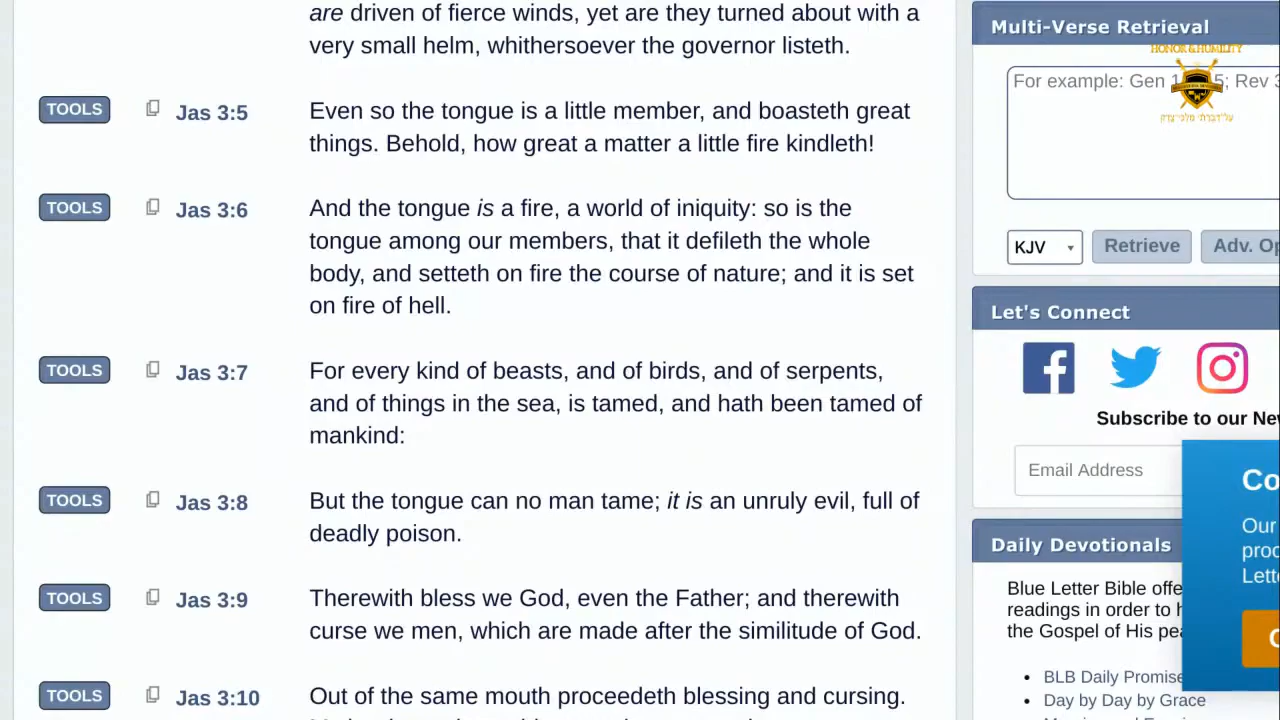 are driven of fierce winds, yet are they turned about with a
very small helm, whithersoever the governor listeth.
TOOLS Jas 3:5 Even so the tongue is a little member, and boasteth great
things. Behold, how great a matter a little fire kindleth!
TOOLS Jas 3:6 And the tongue is a fire, a world of iniquity: so is the
tongue among our members, that it defileth the whole
body, and setteth on fire the course of nature; and it is set
on fire of hell.
TOOLS Jas 3:7 For every kind of beasts, and of birds, and of serpents,
and of things in the sea, is tamed, and hath been tamed of
mankind:
TOOLS Jas 3:8 But the tongue can no man tame; it is an unruly evil, full of
deadly poison.
TOOLS Jas 3:9 Therewith bless we God, even the Father; and therewith
curse we men, which are made after the similitude of God.
TOOLS Jas 3:10 Out of the same mouth proceedeth blessing and cursing.
Multi-Verse Retrieval
HONOR & HUMILITY
For example: Gen 1 5; Rev
על־דברתי מלכי־צדק
KJV Retrieve Adv. Op
Let's Connect
Subscribe to our Ne
Email Address
Co
Our
proc
Lett
Daily Devotionals
Blue Letter Bible offe
readings in order to h
the Gospel of His pea
BLB Daily Promise
Day by Day by Grace